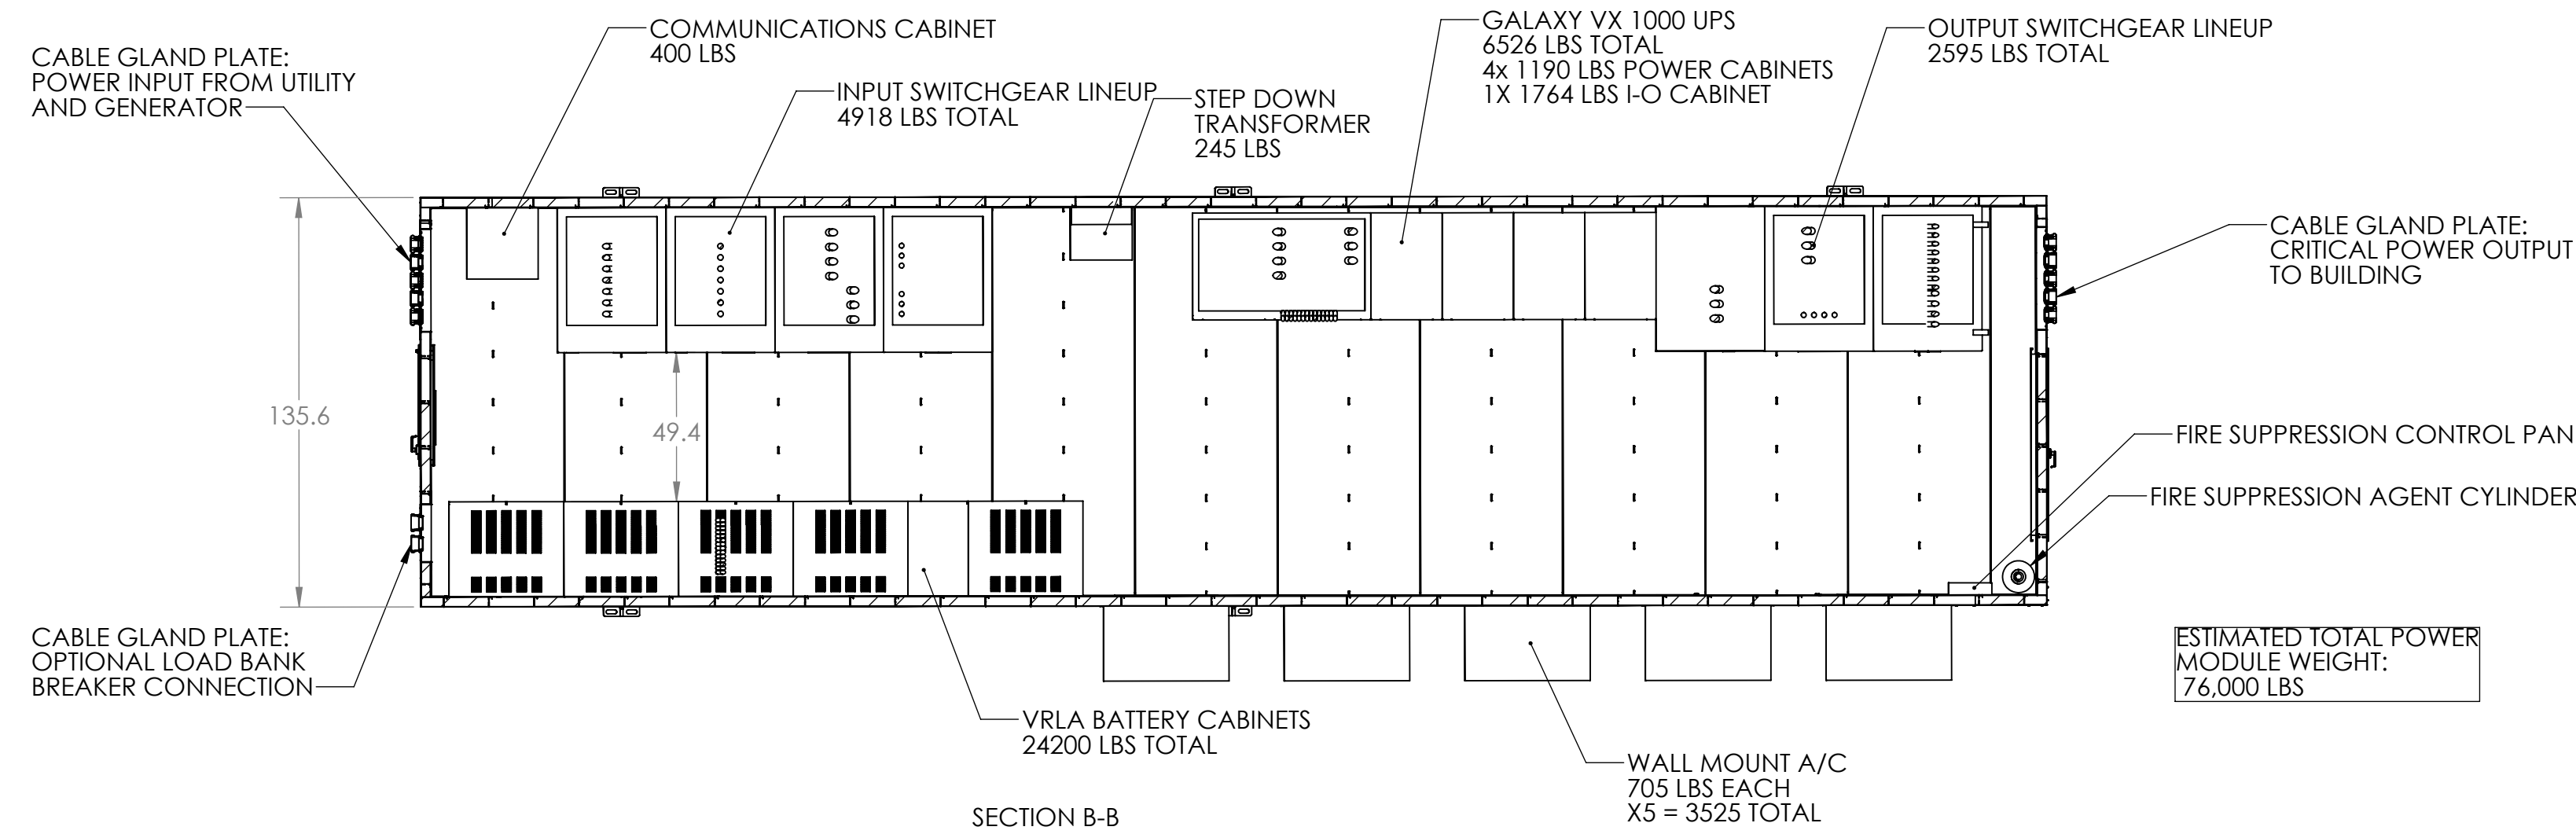 COMMUNICATIONS CABINET
400 LBS
CABLE GLAND PLATE:
POWER INPUT FROM UTILITY
AND GENERATOR
INPUT SWITCHGEAR LINEUP
4918 LBS TOTAL
STEP DOWN
TRANSFORMER
245 LBS
GALAXY VX 1000 UPS
6526 LBS TOTAL
4x 1190 LBS POWER CABINETS
1X 1764 LBS I-O CABINET
OUTPUT SWITCHGEAR LINEUP
2595 LBS TOTAL
CABLE GLAND PLATE:
CRITICAL POWER OUTPUT
TO BUILDING
135.6
49.4
FIRE SUPPRESSION CONTROL PAN
FIRE SUPPRESSION AGENT CYLINDER
CABLE GLAND PLATE:
OPTIONAL LOAD BANK
BREAKER CONNECTION
ESTIMATED TOTAL POWER
MODULE WEIGHT:
76,000 LBS
VRLA BATTERY CABINETS
24200 LBS TOTAL
WALL MOUNT A/C
705 LBS EACH
X5 = 3525 TOTAL
SECTION B-B